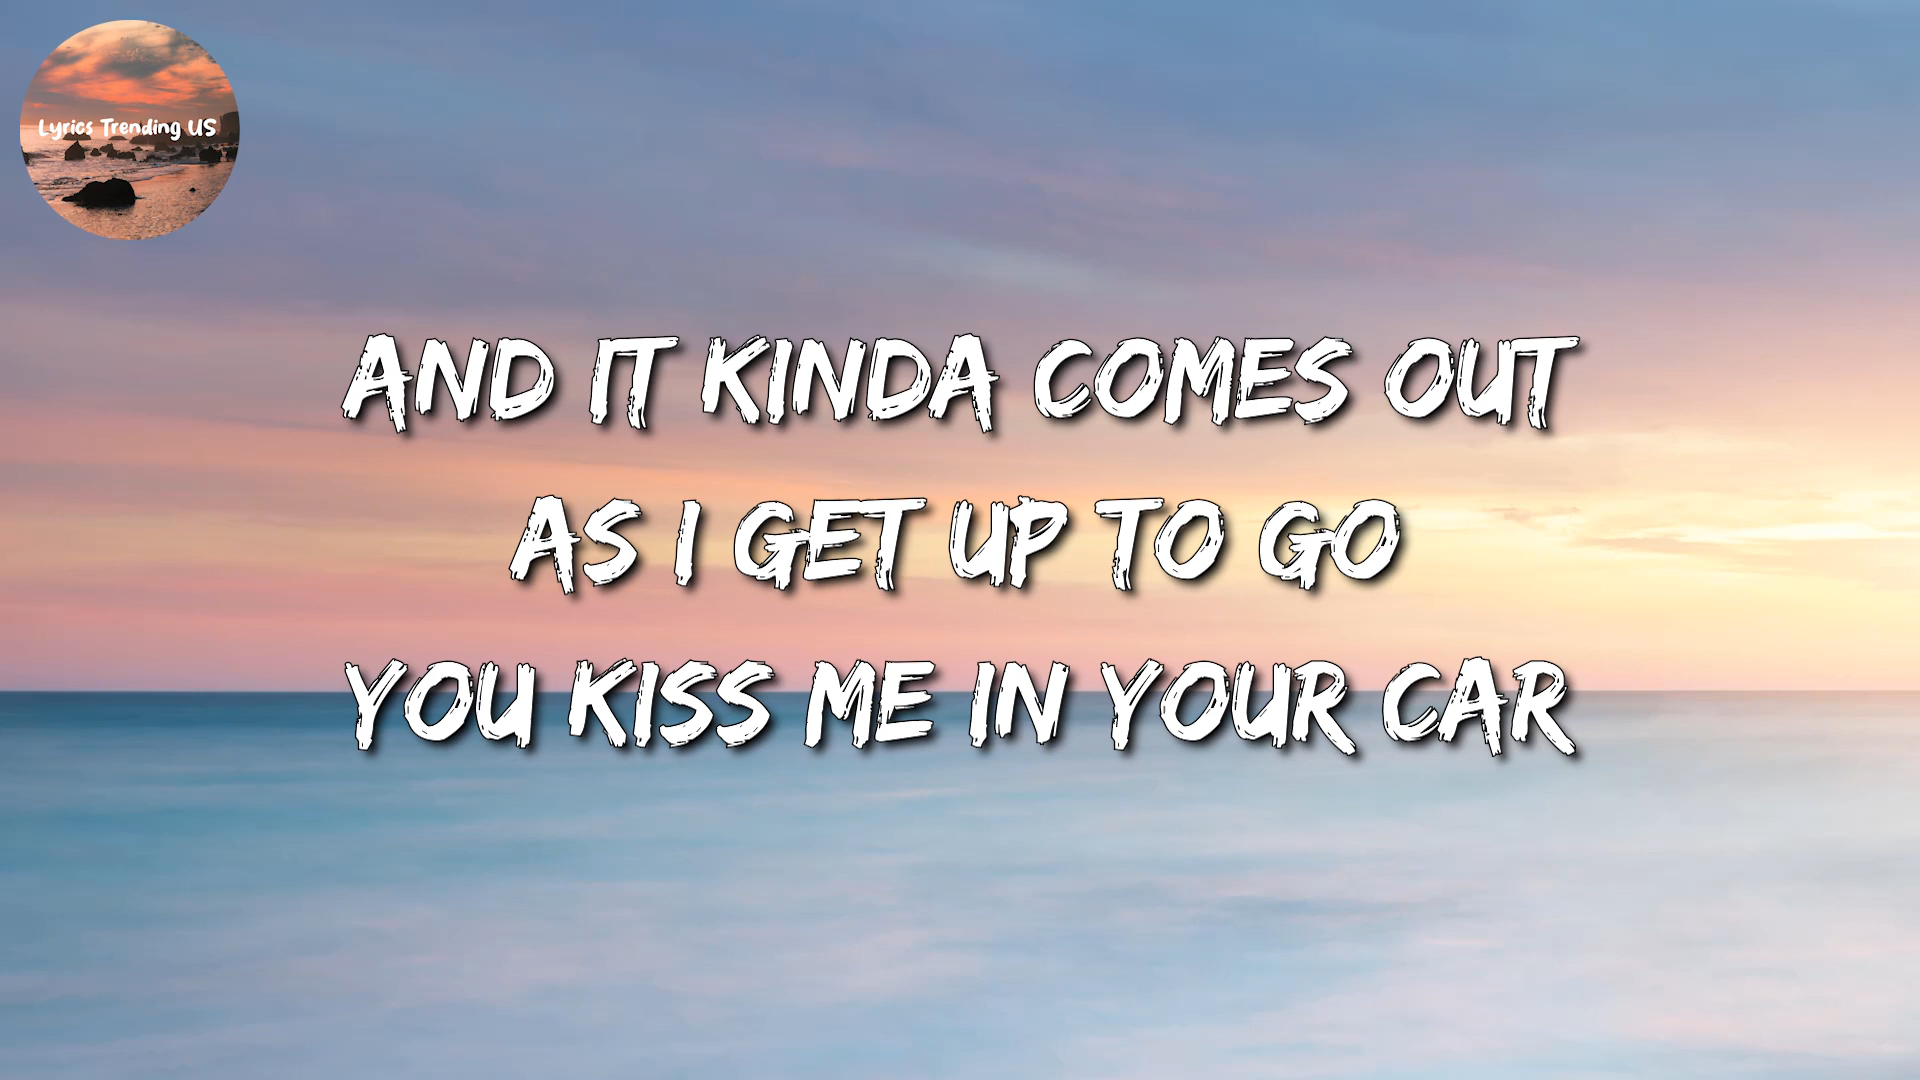 Lyrics Trending US
AND IT KINDA COMES OUT
AS I GET UP TO GO
YOU KISS ME IN YOUR CAR